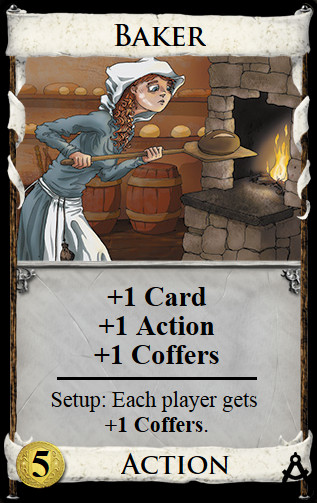 BAKER
+1 Card
+1 Action
+1 Coffers
Setup: Each player gets
+1 Coffers.
5 ACTION